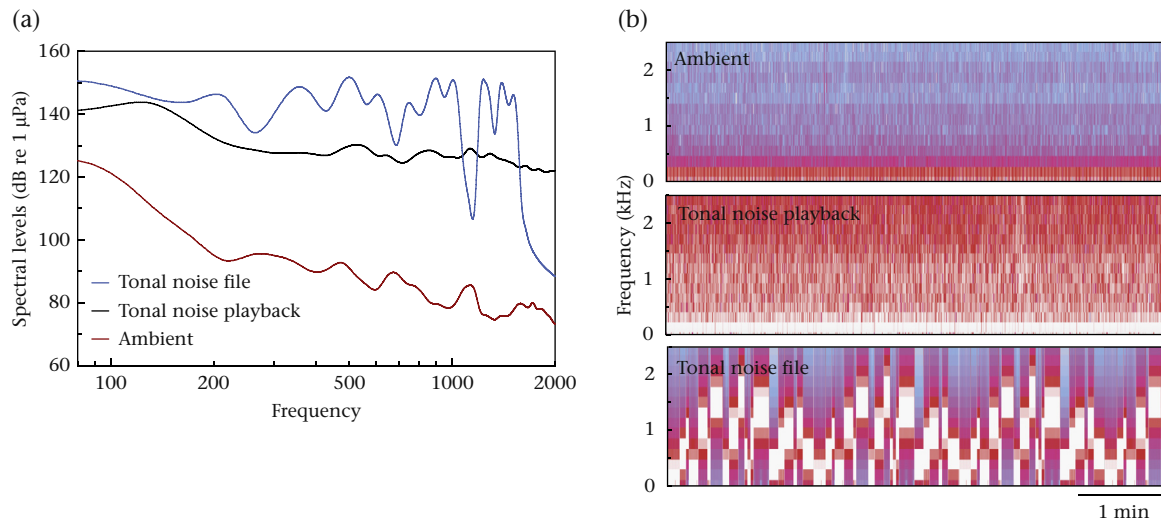 (a)
160
140
120
100
80
60
Spectral levels (dB re 1 μPa)
Tonal noise file
Tonal noise playback
Ambient
100
200
500
1000
2000
Frequency
(b)
Ambient
2
1
0
Tonal noise playback
2
1
0
Frequency (kHz)
Tonal noise file
2
1
0
1 min